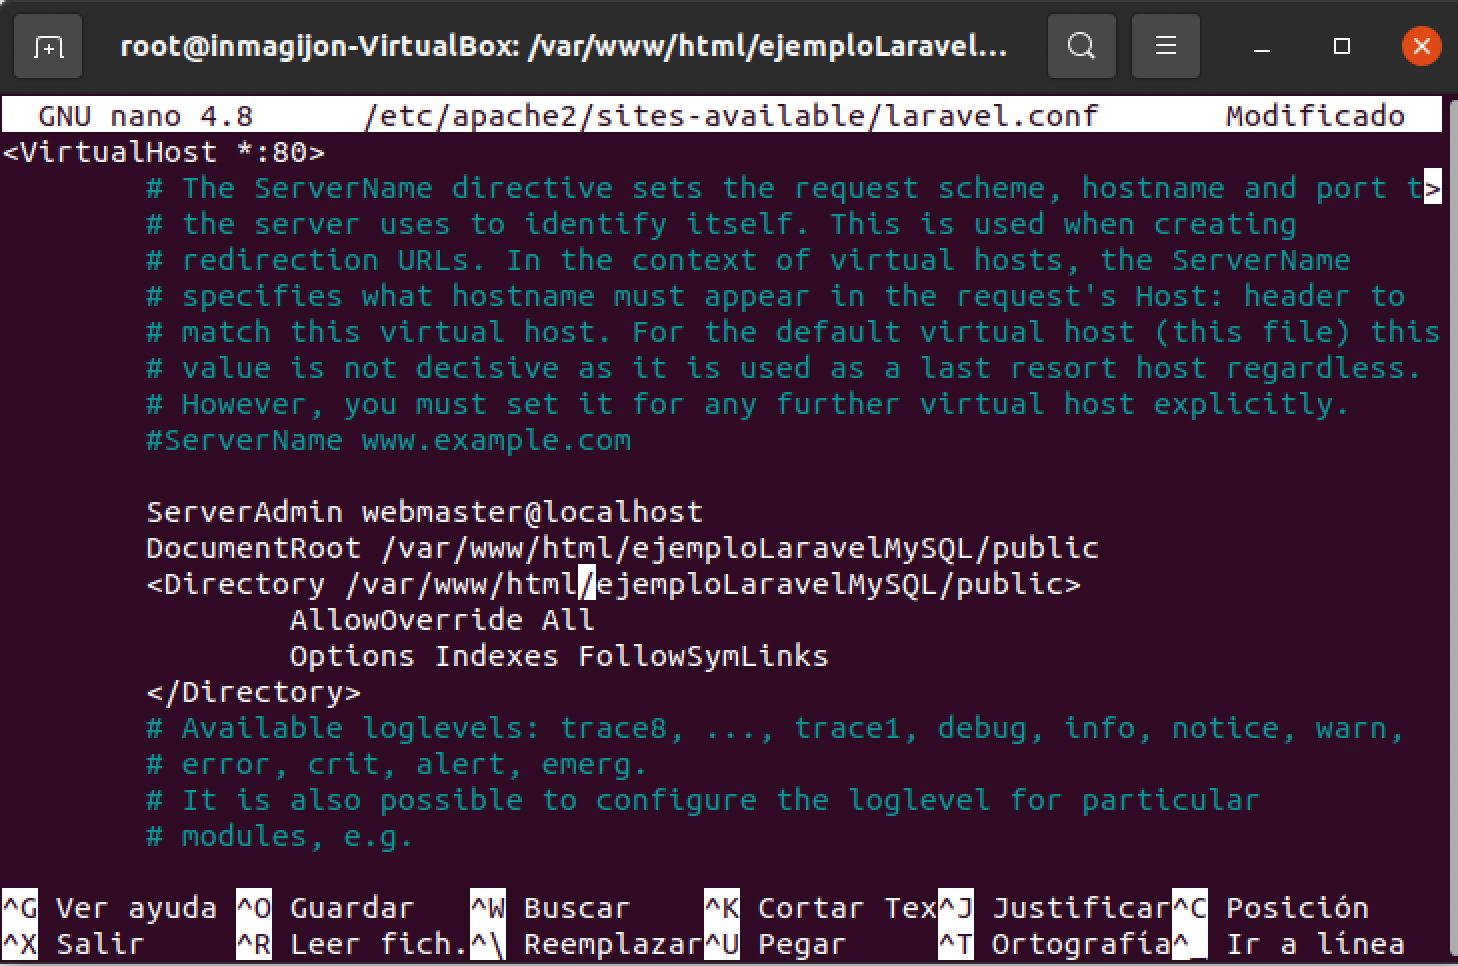 root@inmagijon-VirtualBox: /var/www/html/ejemploLaravel...
GNU nano 4.8 /etc/apache2/sites-available/laravel.conf Modificado
<VirtualHost *:80>
# The ServerName directive sets the request scheme, hostname and port t>
# the server uses to identify itself. This is used when creating
# redirection URLs. In the context of virtual hosts, the ServerName
# specifies what hostname must appear in the request's Host: header to
# match this virtual host. For the default virtual host (this file) this
# value is not decisive as it is used as a last resort host regardless.
# However, you must set it for any further virtual host explicitly.
#ServerName www.example.com
ServerAdmin webmaster@localhost
DocumentRoot /var/www/html/ejemploLaravelMySQL/public
<Directory /var/www/html/ejemploLaravelMySQL/public>
AllowOverride All
Options Indexes FollowSymLinks
</Directory>
# Available loglevels: trace8, ..., trace1, debug, info, notice, warn,
# error, crit, alert, emerg.
# It is also possible to configure the loglevel for particular
# modules, e.g.
^G Ver ayuda ^O Guardar ^W Buscar ^K Cortar Tex^J Justificar^C Posición
^X Salir ^R Leer fich.^\ Reemplazar^U Pegar ^T Ortografía^_ Ir a línea